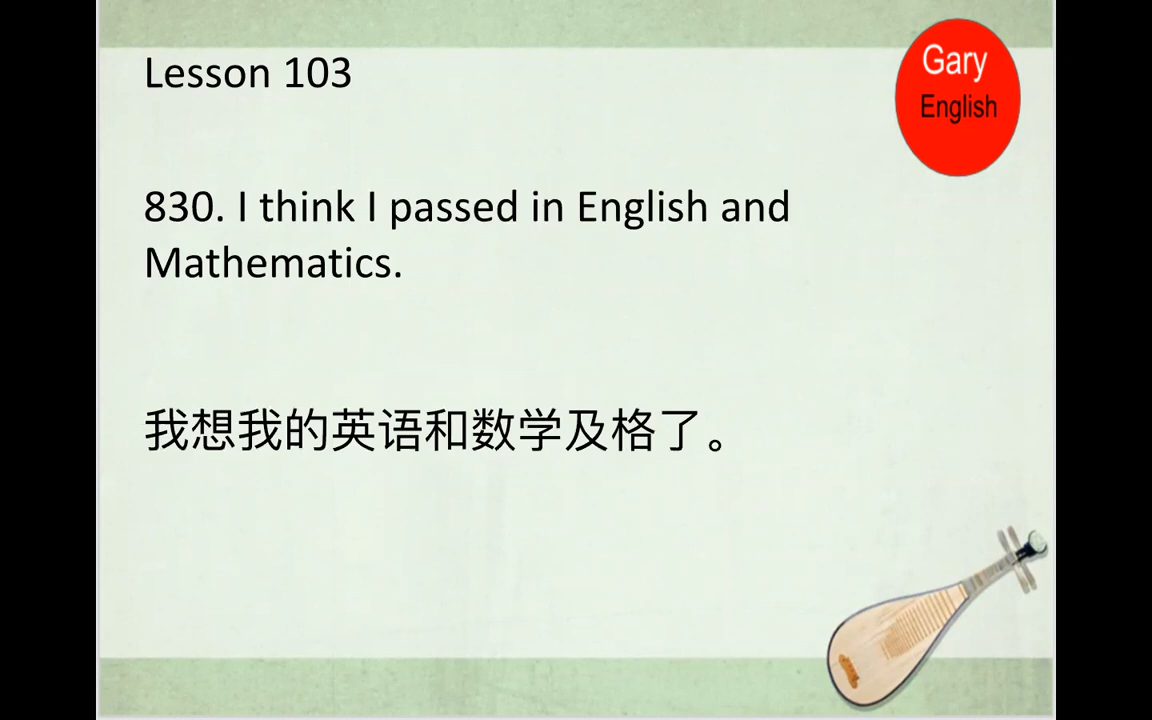 Lesson 103
Gary
English
830. I think I passed in English and
Mathematics.
我想我的英语和数学及格了。